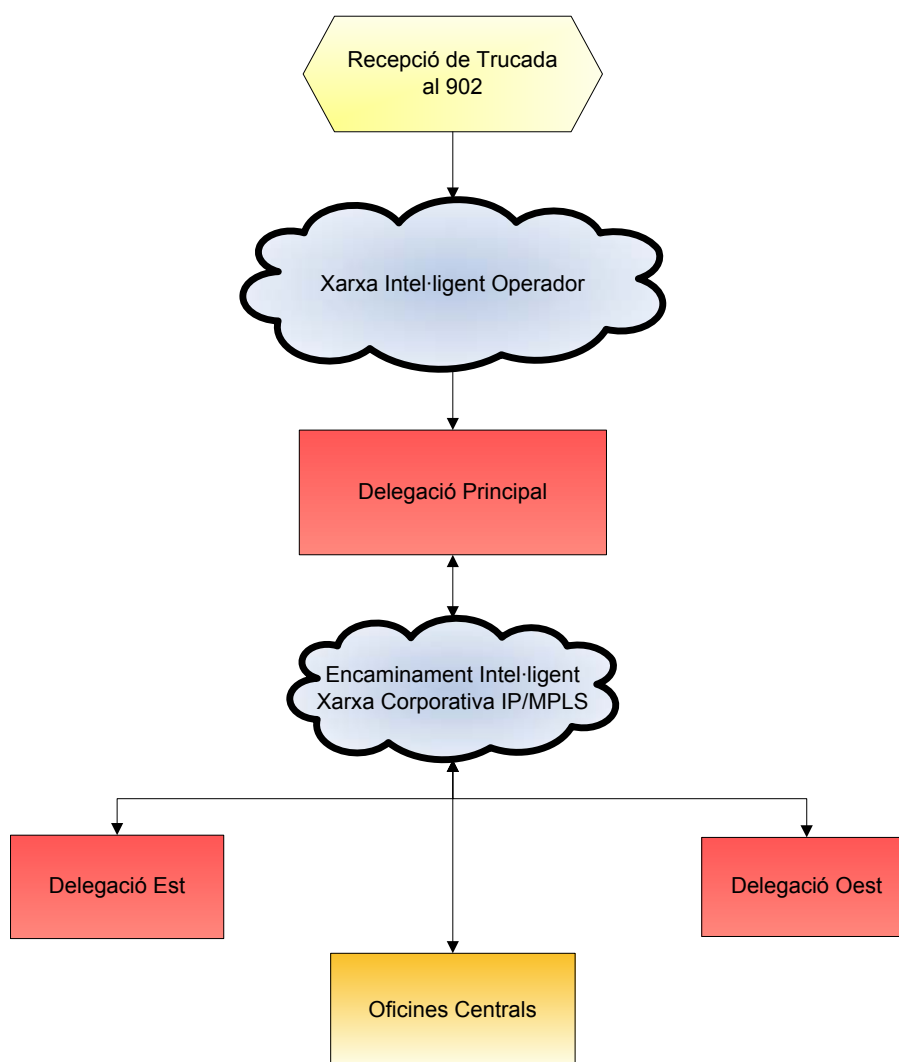 Recepció de Trucada
al 902
Xarxa Intel·ligent Operador
Delegació Principal
Encaminament Intel·ligent
Xarxa Corporativa IP/MPLS
Delegació Est
Delegació Oest
Oficines Centrals